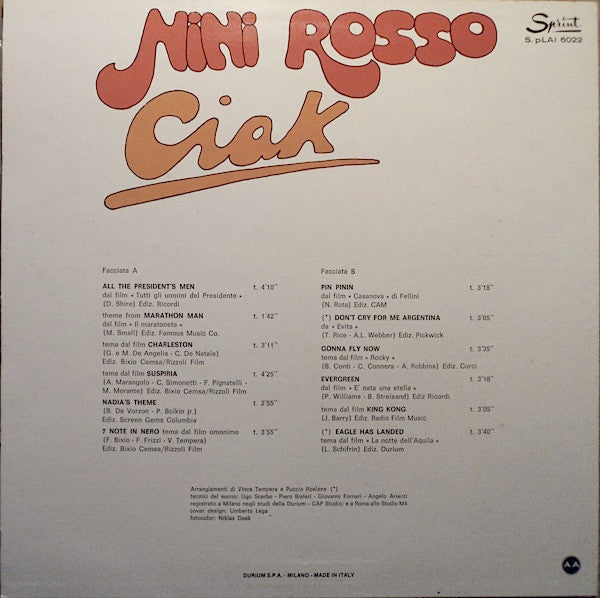 NiNi ROSSO
Ciak
Sprint
S. pLAI 6022
Facciata A
ALL THE PRESIDENT'S MEN t. 4'10"
dal film « Tutti gli uomini del Presidente »
(D. Shire) Ediz. Ricordi
theme from MARATHON MAN t. 1'42"
dal film « Il maratoneta »
(M. Small) Ediz. Famous Music Co.
tema dal film CHARLESTON t. 3'11"
(G. e M. De Angelis - C. De Natale)
Ediz. Bixio Cemsa/Rizzoli Film
tema dal film SUSPIRIA t. 4'25"
(A. Marangolo - C. Simonetti - F. Pignatelli -
M. Morante) Ediz. Bixio Cemsa/Rizzoli Film
NADIA'S THEME t. 2'55"
(B. De Vorzon - P. Bolkin jr.)
Ediz. Screen Gems Columbia
7 NOTE IN NERO tema dal film omonimo t. 3'55"
(F. Bixio - F. Frizzi - V. Tempera)
Ediz. Bixio Cemsa/Rizzoli Film
Facciata B
PIN PININ t. 3'18"
dal film « Casanova » di Fellini
(N. Rota) Ediz. CAM
(*) DON'T CRY FOR ME ARGENTINA t. 3'05"
da « Evita »
(T. Rice - A.L. Webber) Ediz. Pickwick
GONNA FLY NOW t. 3'35"
tema dal film « Rocky »
(B. Conti - C. Conners - A. Robbins) Ediz. Curci
EVERGREEN t. 3'18"
dal film « E' nata una stella »
(P. Williams - B. Streisand) Ediz Ricordi
tema dal film KING KONG t. 3'05"
(J. Barry) Ediz. Radio Film Music
(*) EAGLE HAS LANDED t. 3'40"
tema dal film « La notte dell'Aquila »
(L. Schifrin) Ediz. Durium
Arrangiamenti di Vince Tempera e Puccio Roelens (*)
tecnici del suono: Ugo Scerbo - Piero Bisleri - Giovanni Fornari - Angelo Arienti
registrato a Milano negli studi della Durium - CAP Studio; e a Roma allo Studio M4
cover design: Umberto Lega
fotocolor: Niklas Deak
DURIUM S.P.A. - MILANO - MADE IN ITALY
AA